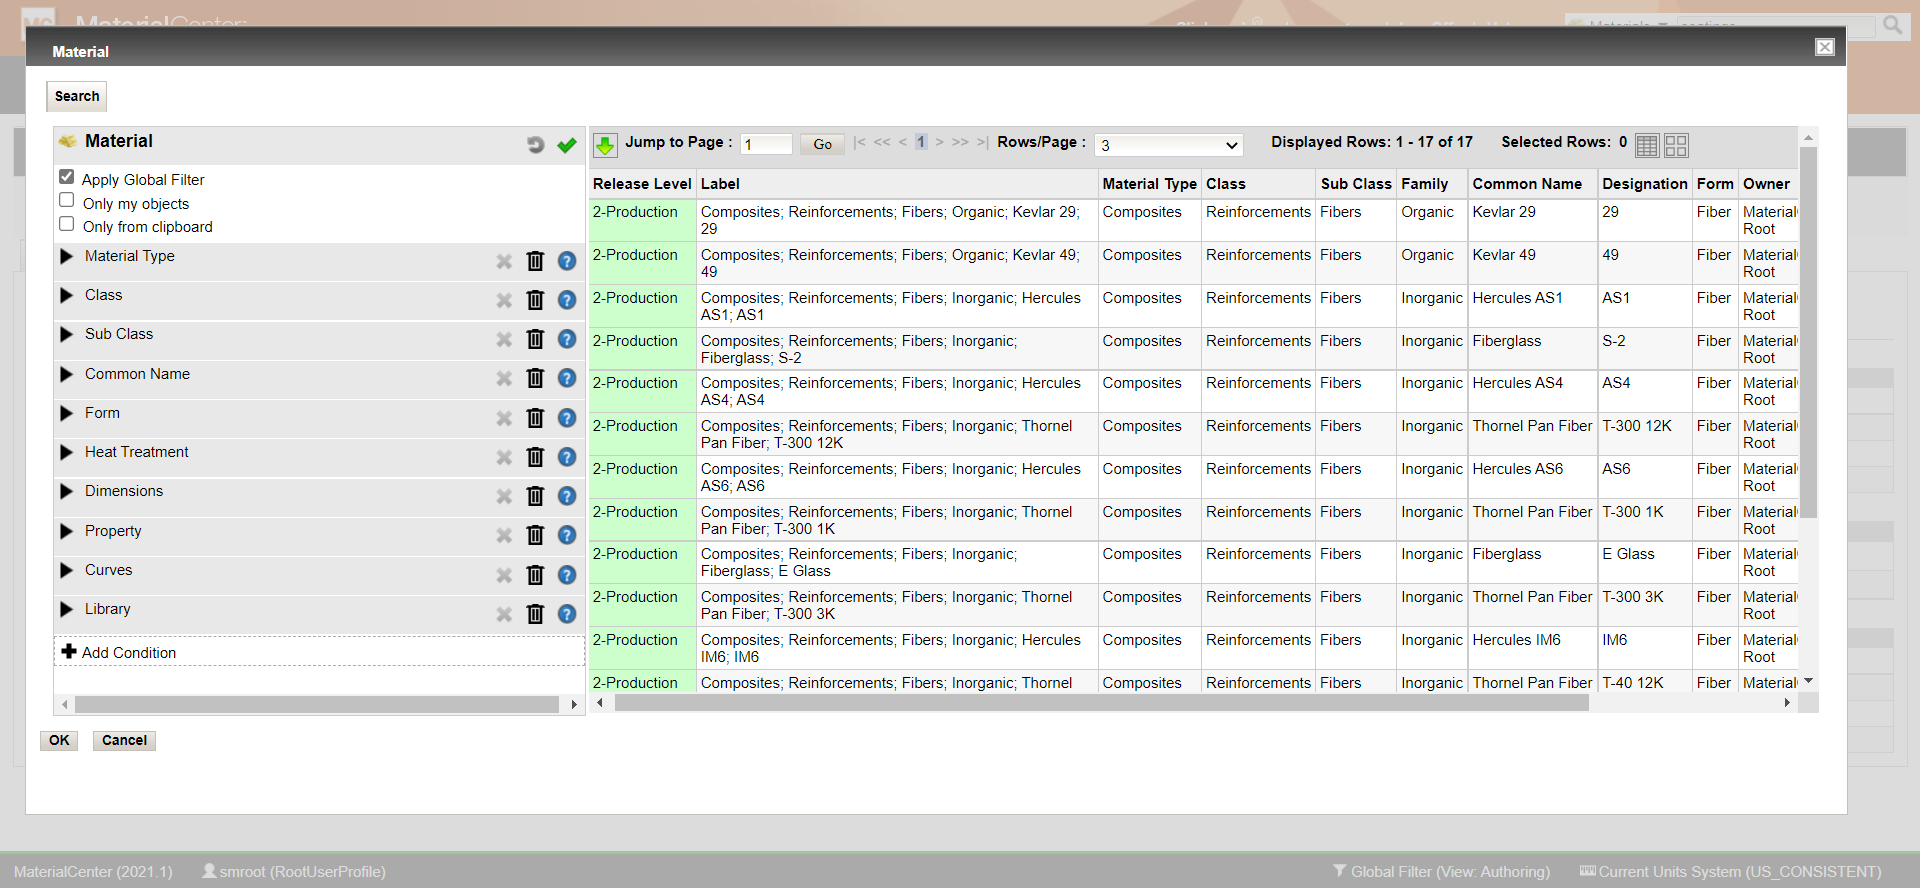 MaterialCenter
Material
Search
Material
Apply Global Filter
Only my objects
Only from clipboard
Material Type
Class
Sub Class
Common Name
Form
Heat Treatment
Dimensions
Property
Curves
Library
Add Condition
Jump to Page : 1 Go |< << < 1 > >> >| Rows/Page : 3 Displayed Rows: 1 - 17 of 17 Selected Rows: 0
Release Level Label Material Type Class Sub Class Family Common Name Designation Form Owner
2-Production Composites; Reinforcements; Fibers; Organic; Kevlar 29; Composites Reinforcements Fibers Organic Kevlar 29 29 Fiber Material
29 Root
2-Production Composites; Reinforcements; Fibers; Organic; Kevlar 49; Composites Reinforcements Fibers Organic Kevlar 49 49 Fiber Material
49 Root
2-Production Composites; Reinforcements; Fibers; Inorganic; Hercules Composites Reinforcements Fibers Inorganic Hercules AS1 AS1 Fiber Material
AS1; AS1 Root
2-Production Composites; Reinforcements; Fibers; Inorganic; Composites Reinforcements Fibers Inorganic Fiberglass S-2 Fiber Material
Fiberglass; S-2 Root
2-Production Composites; Reinforcements; Fibers; Inorganic; Hercules Composites Reinforcements Fibers Inorganic Hercules AS4 AS4 Fiber Material
AS4; AS4 Root
2-Production Composites; Reinforcements; Fibers; Inorganic; Thornel Composites Reinforcements Fibers Inorganic Thornel Pan Fiber T-300 12K Fiber Material
Pan Fiber; T-300 12K Root
2-Production Composites; Reinforcements; Fibers; Inorganic; Hercules Composites Reinforcements Fibers Inorganic Hercules AS6 AS6 Fiber Material
AS6; AS6 Root
2-Production Composites; Reinforcements; Fibers; Inorganic; Thornel Composites Reinforcements Fibers Inorganic Thornel Pan Fiber T-300 1K Fiber Material
Pan Fiber; T-300 1K Root
2-Production Composites; Reinforcements; Fibers; Inorganic; Composites Reinforcements Fibers Inorganic Fiberglass E Glass Fiber Material
Fiberglass; E Glass Root
2-Production Composites; Reinforcements; Fibers; Inorganic; Thornel Composites Reinforcements Fibers Inorganic Thornel Pan Fiber T-300 3K Fiber Material
Pan Fiber; T-300 3K Root
2-Production Composites; Reinforcements; Fibers; Inorganic; Hercules Composites Reinforcements Fibers Inorganic Hercules IM6 IM6 Fiber Material
IM6; IM6 Root
2-Production Composites; Reinforcements; Fibers; Inorganic; Thornel Composites Reinforcements Fibers Inorganic Thornel Pan Fiber T-40 12K Fiber Material
OK Cancel
MaterialCenter (2021.1) smroot (RootUserProfile) Global Filter (View: Authoring) Current Units System (US_CONSISTENT)